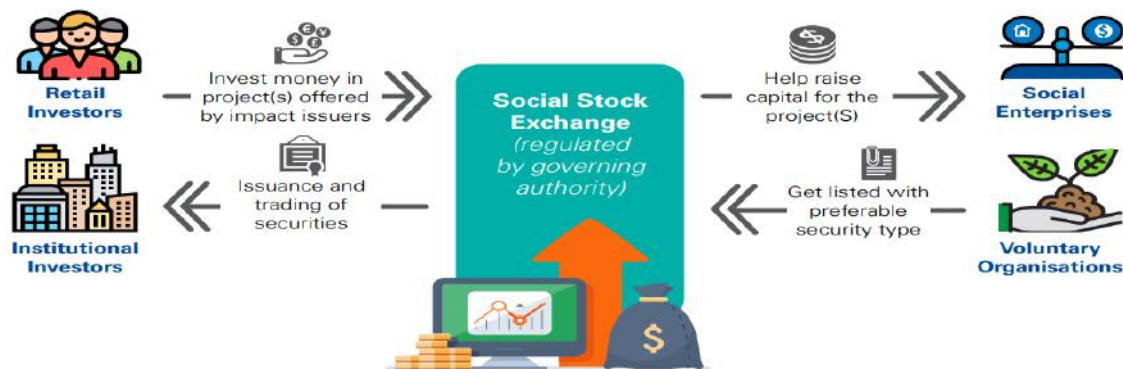 Retail
Investors
Invest money in
project(s) offered
by impact issuers
Institutional
Investors
Issuance and
trading of
securities
Social Stock
Exchange
(regulated
by governing
authority)
Help raise
capital for the
project(S)
Social
Enterprises
Get listed with
preferable
security type
Voluntary
Organisations